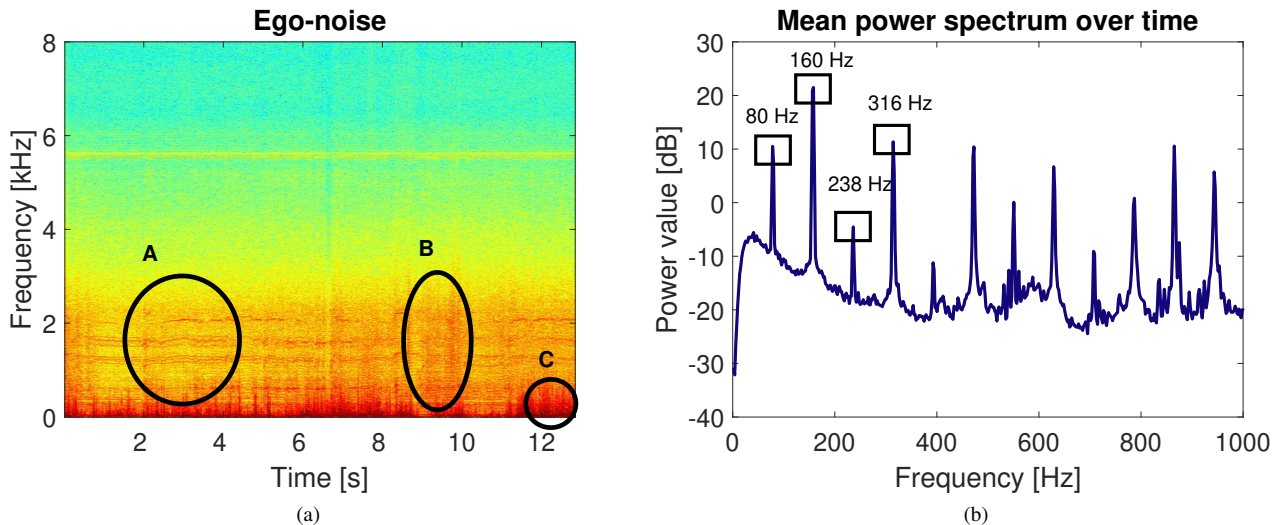 Ego-noise
8
6
4
2
0
Frequency [kHz]
A
B
C
2
4
6
8
10
12
Time [s]
(a)
Mean power spectrum over time
30
20
10
0
-10
-20
-30
-40
Power value [dB]
80 Hz
160 Hz
238 Hz
316 Hz
0
200
400
600
800
1000
Frequency [Hz]
(b)